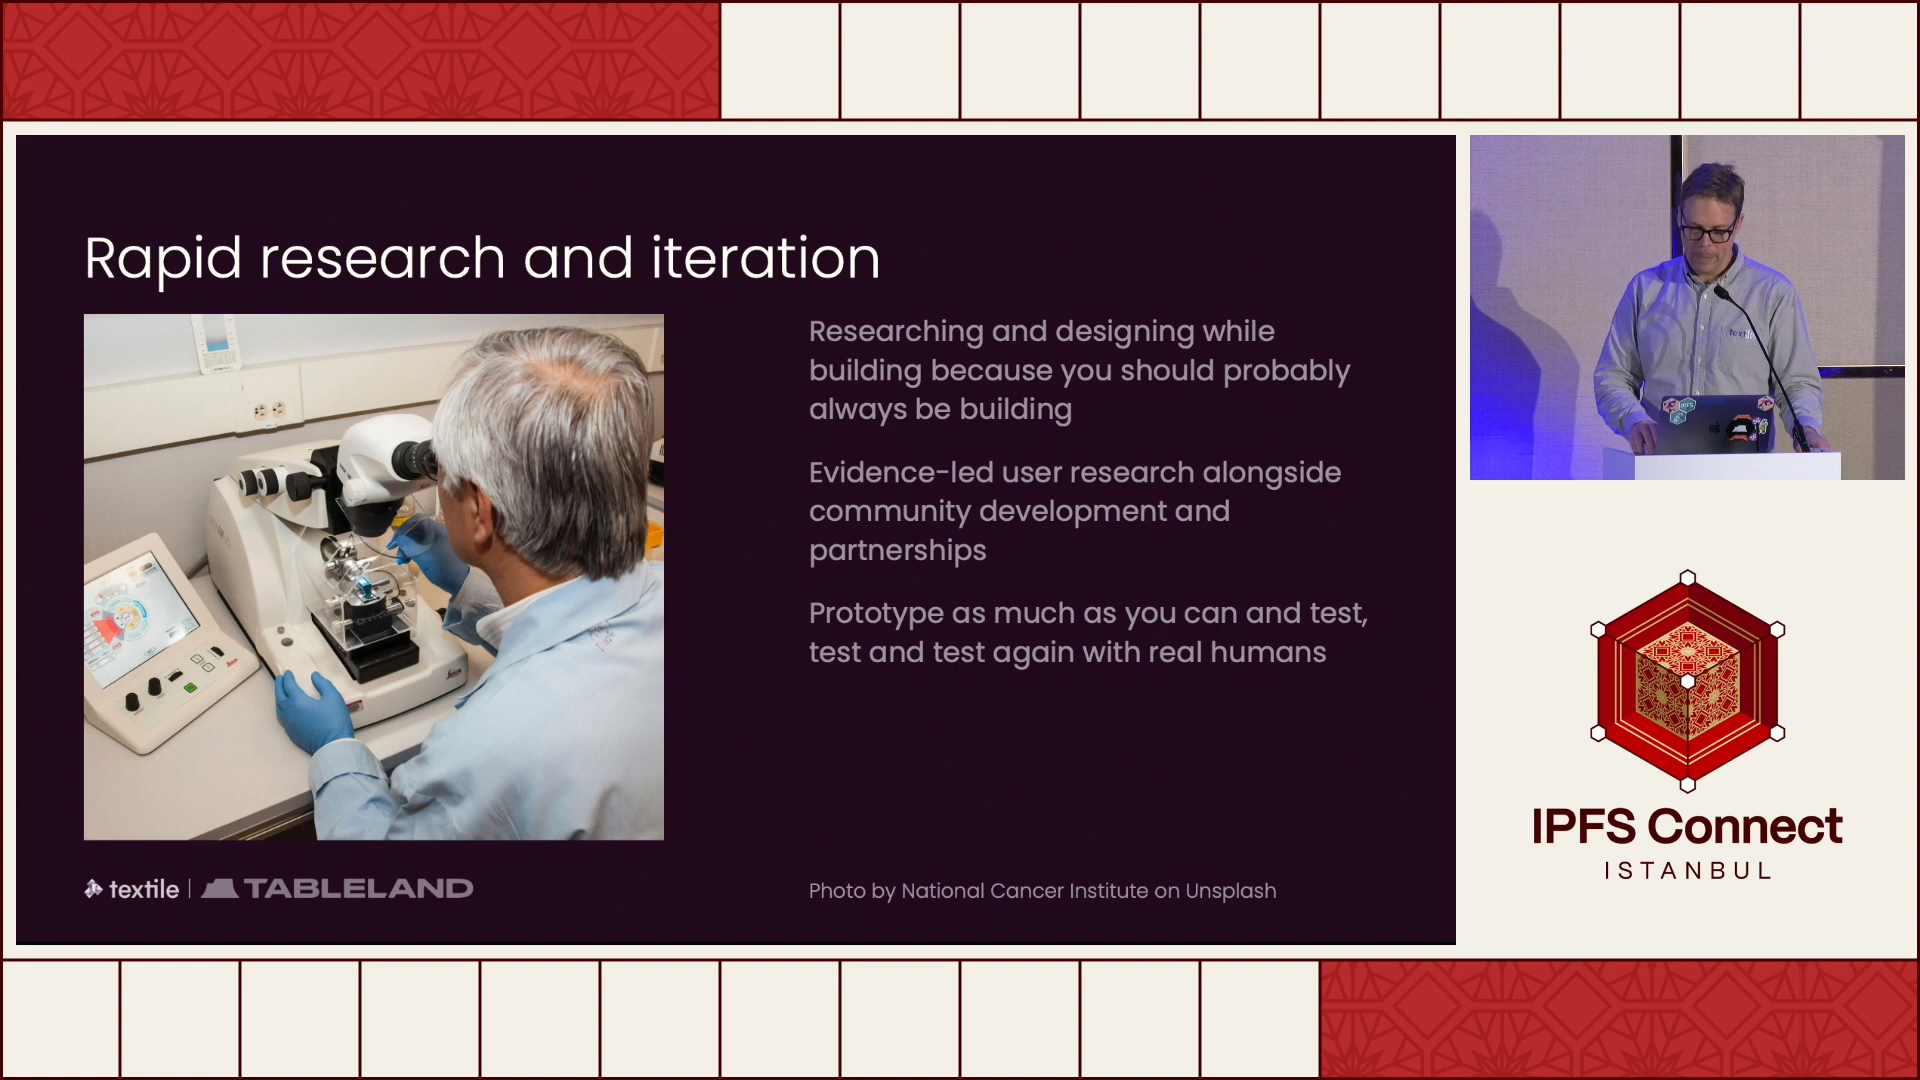 Rapid research and iteration
Researching and designing while
building because you should probably
always be building
Evidence-led user research alongside
community development and
partnerships
Prototype as much as you can and test,
test and test again with real humans
textile | TABLELAND
Photo by National Cancer Institute on Unsplash
textile
IPFS
IPFS Connect
ISTANBUL